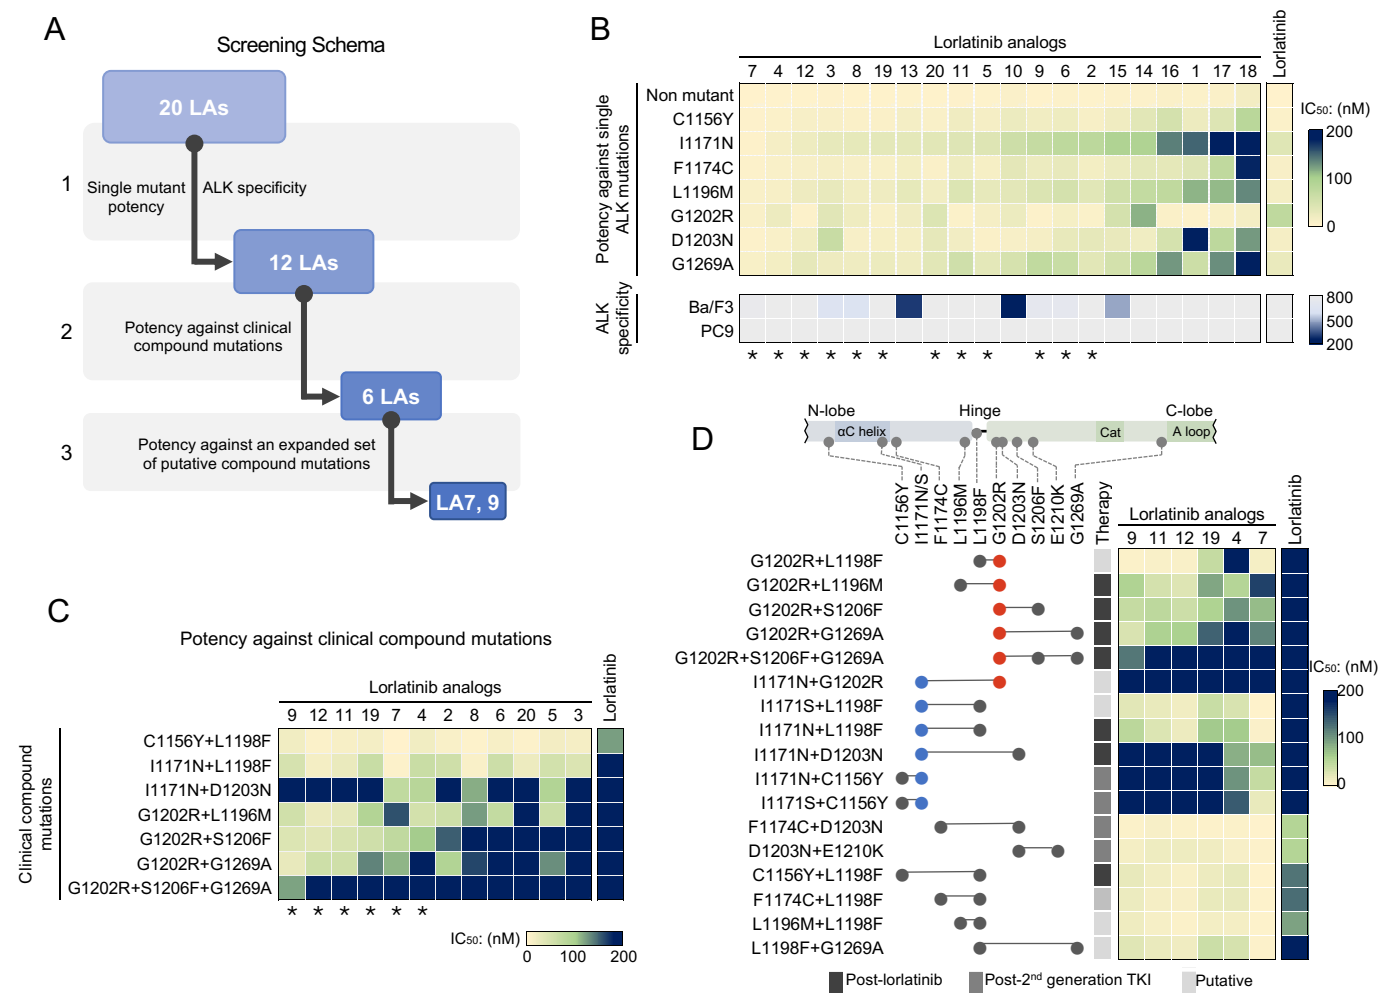 A
Screening Schema
20 LAs
1
Single mutant potency
ALK specificity
12 LAs
2
Potency against clinical compound mutations
6 LAs
3
Potency against an expanded set of putative compound mutations
LA7, 9
B
Lorlatinib analogs
Lorlatinib
7 4 12 3 8 19 13 20 11 5 10 9 6 2 15 14 16 1 17 18
Potency against single ALK mutations
Non mutant
C1156Y
I1171N
F1174C
L1196M
G1202R
D1203N
G1269A
IC50: (nM)
200
100
0
ALK specificity
Ba/F3
PC9
800
500
200
* * * * * * * * * * * *
C
Potency against clinical compound mutations
Lorlatinib analogs
Lorlatinib
9 12 11 19 7 4 2 8 6 20 5 3
Clinical compound mutations
C1156Y+L1198F
I1171N+L1198F
I1171N+D1203N
G1202R+L1196M
G1202R+S1206F
G1202R+G1269A
G1202R+S1206F+G1269A
* * * * * *
IC50: (nM)
0 100 200
D
N-lobe Hinge C-lobe
αC helix Cat A loop
C1156Y
I1171N/S
F1174C
L1196M
L1198F
G1202R
D1203N
S1206F
E1210K
G1269A
Therapy
Lorlatinib analogs
Lorlatinib
9 11 12 19 4 7
G1202R+L1198F
G1202R+L1196M
G1202R+S1206F
G1202R+G1269A
G1202R+S1206F+G1269A
I1171N+G1202R
I1171S+L1198F
I1171N+L1198F
I1171N+D1203N
I1171N+C1156Y
I1171S+C1156Y
F1174C+D1203N
D1203N+E1210K
C1156Y+L1198F
F1174C+L1198F
L1196M+L1198F
L1198F+G1269A
IC50: (nM)
200
100
0
Post-lorlatinib Post-2nd generation TKI Putative